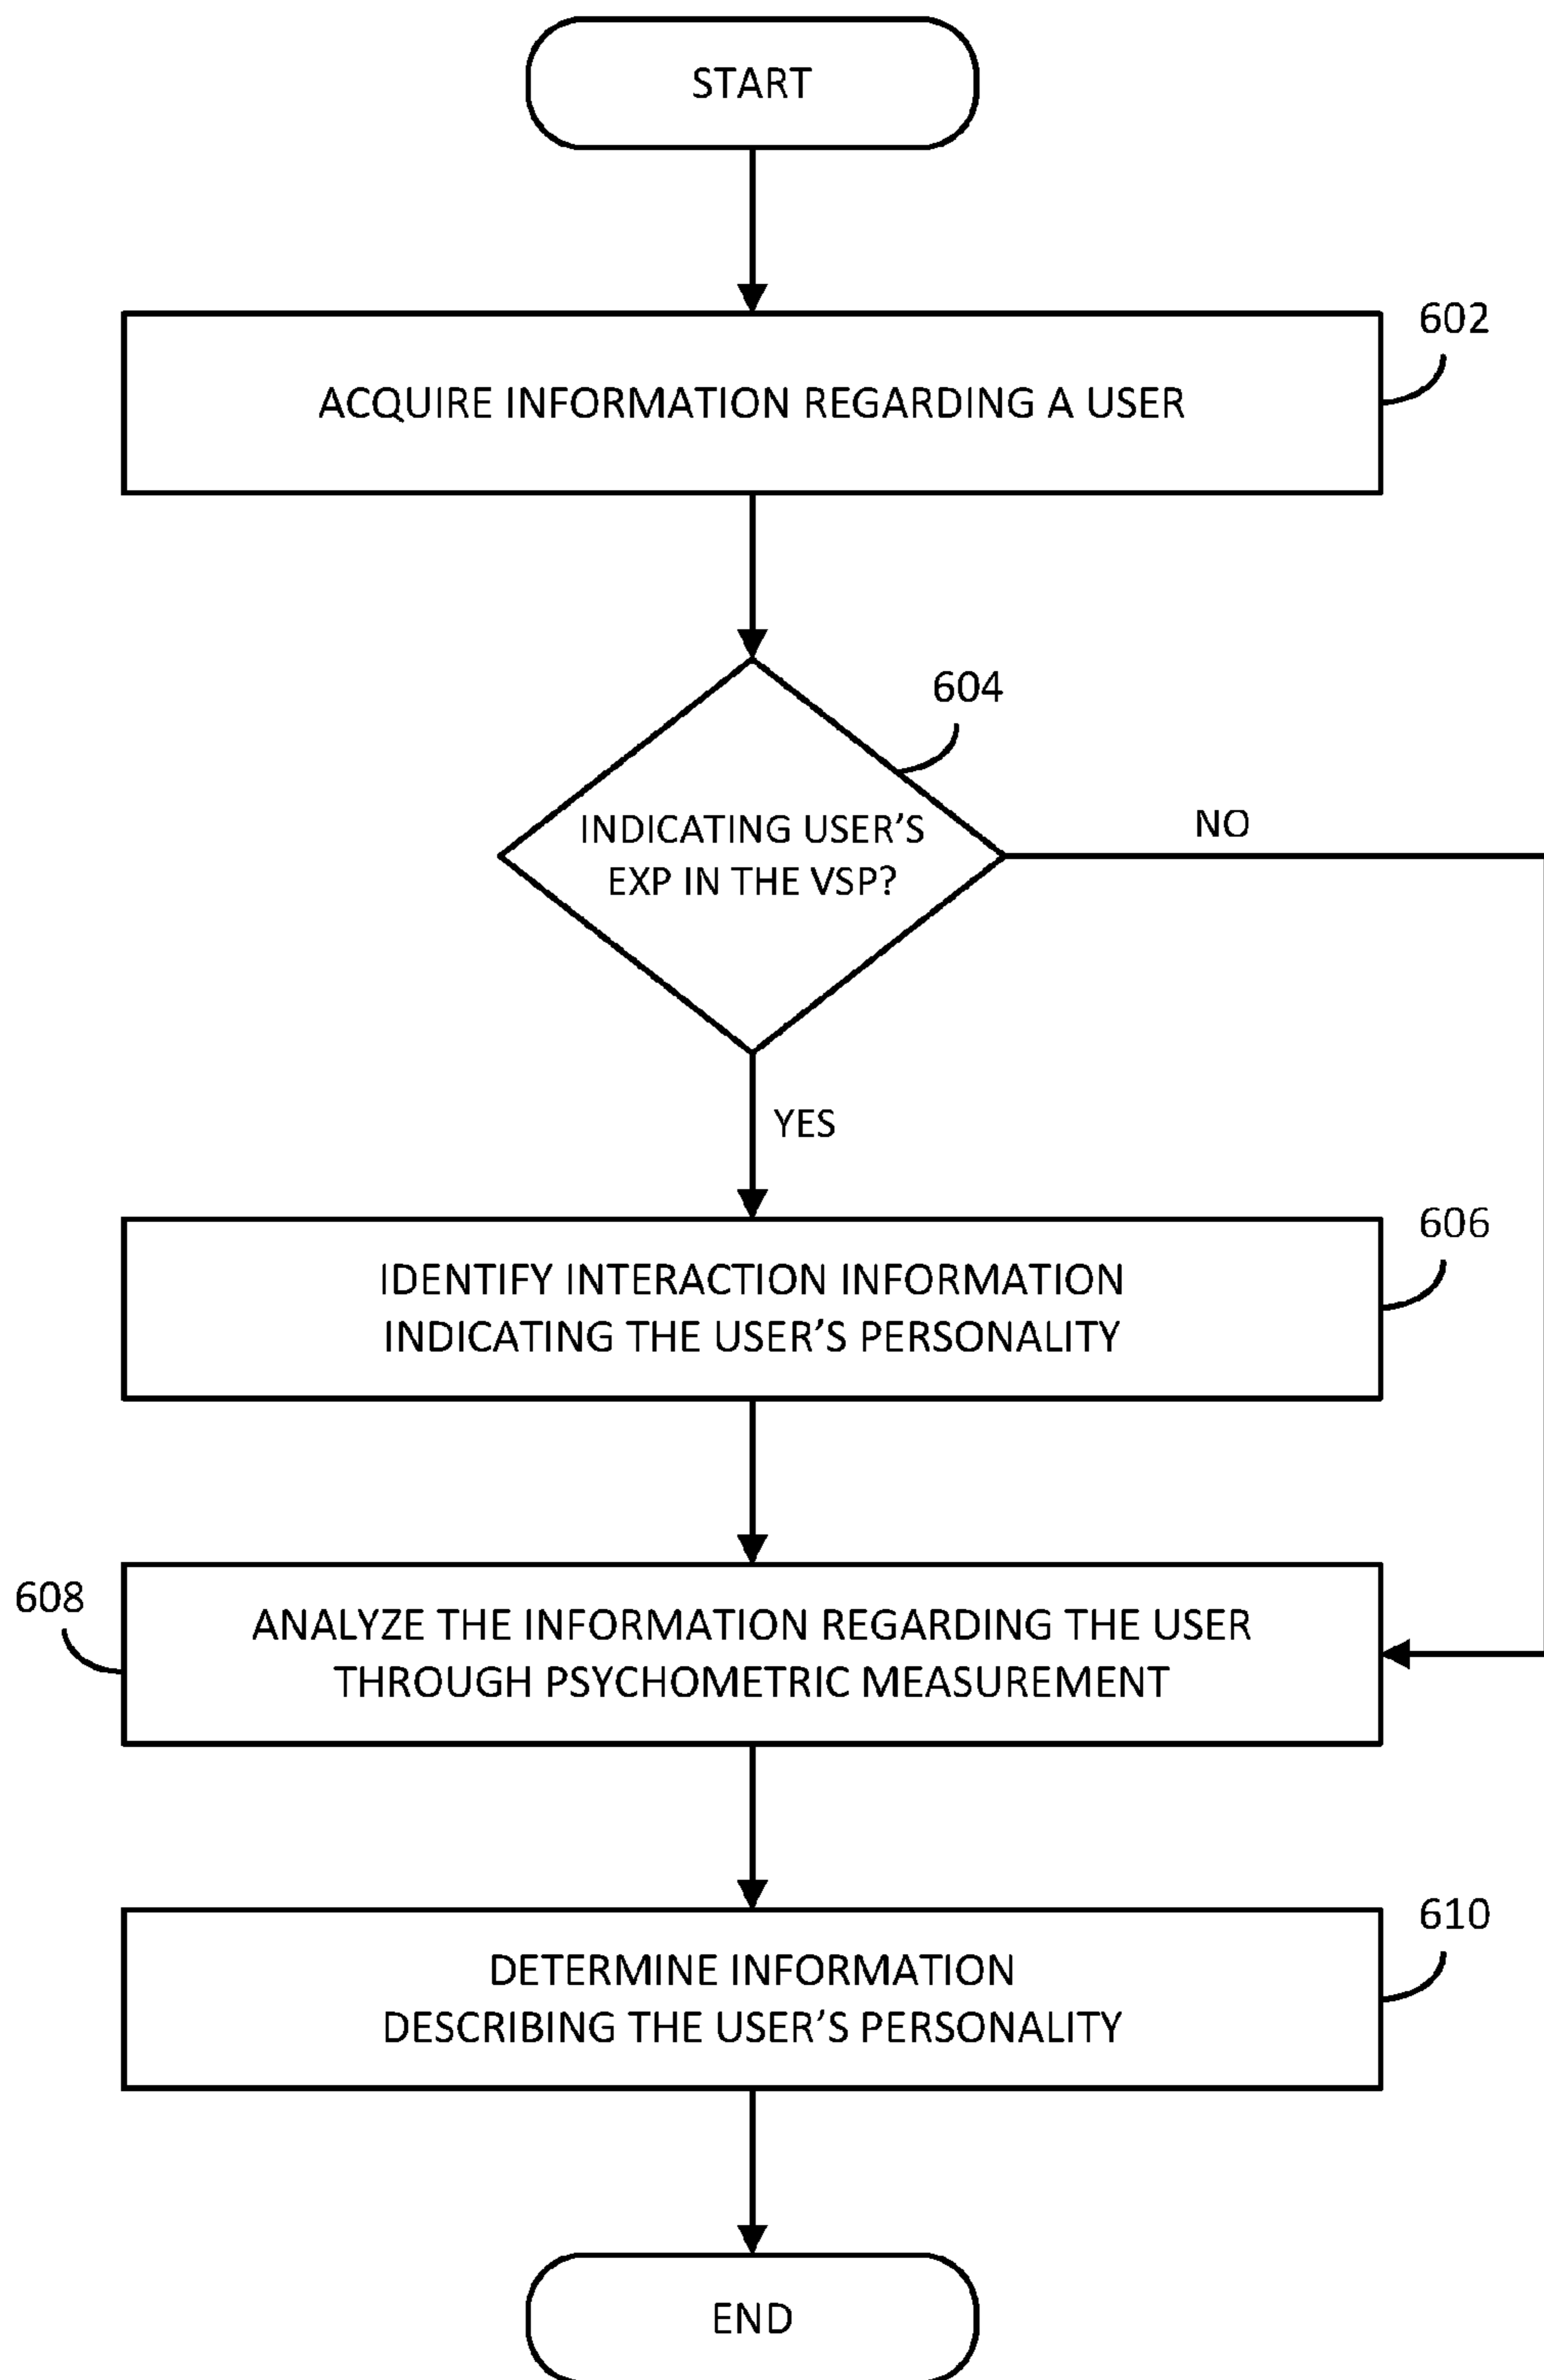 START
602
ACQUIRE INFORMATION REGARDING A USER
604
INDICATING USER'S
EXP IN THE VSP?
NO
YES
606
IDENTIFY INTERACTION INFORMATION
INDICATING THE USER'S PERSONALITY
608
ANALYZE THE INFORMATION REGARDING THE USER
THROUGH PSYCHOMETRIC MEASUREMENT
610
DETERMINE INFORMATION
DESCRIBING THE USER'S PERSONALITY
END